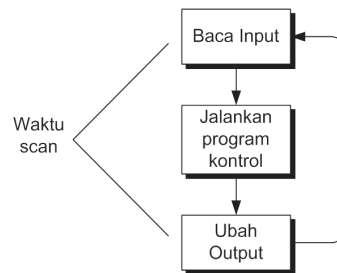 Baca Input
Jalankan
program
kontrol
Waktu
scan
Ubah
Output